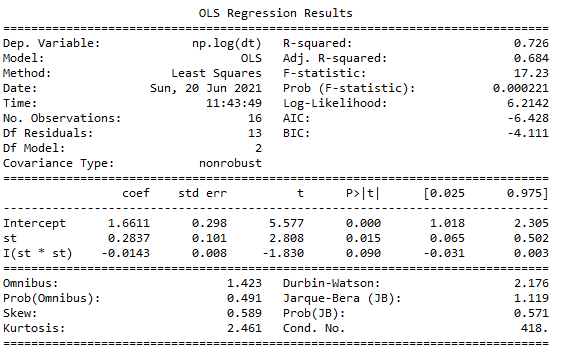 OLS Regression Results
==============================================================================
Dep. Variable:             np.log(dt)   R-squared:                       0.726
Model:                            OLS   Adj. R-squared:                  0.684
Method:                 Least Squares   F-statistic:                     17.23
Date:                Sun, 20 Jun 2021   Prob (F-statistic):           0.000221
Time:                        11:43:49   Log-Likelihood:                 6.2142
No. Observations:                  16   AIC:                            -6.428
Df Residuals:                      13   BIC:                            -4.111
Df Model:                           2
Covariance Type:            nonrobust
==============================================================================
                 coef    std err          t      P>|t|      [0.025      0.975]
------------------------------------------------------------------------------
Intercept      1.6611      0.298      5.577      0.000       1.018       2.305
st             0.2837      0.101      2.808      0.015       0.065       0.502
I(st * st)    -0.0143      0.008     -1.830      0.090      -0.031       0.003
==============================================================================
Omnibus:                        1.423   Durbin-Watson:                   2.176
Prob(Omnibus):                  0.491   Jarque-Bera (JB):                1.119
Skew:                           0.589   Prob(JB):                        0.571
Kurtosis:                       2.461   Cond. No.                         418.
==============================================================================